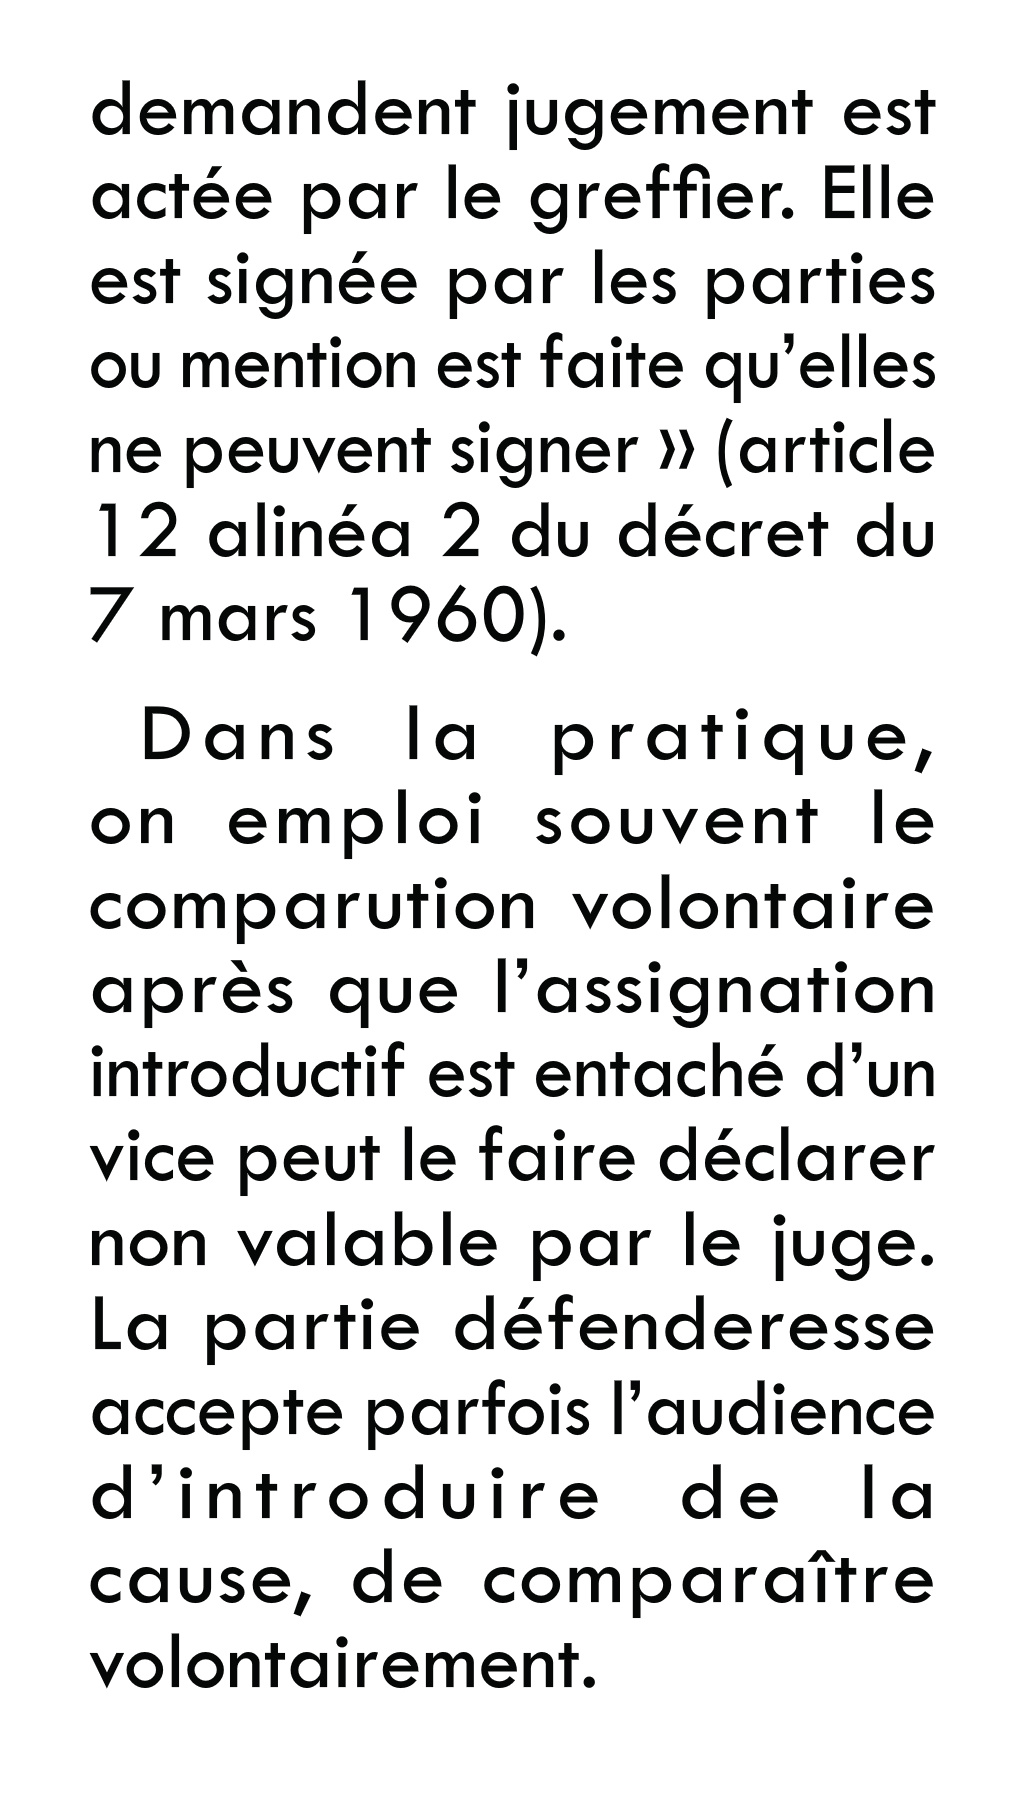 demandent jugement est
actée par le greffier. Elle
est signée par les parties
ou mention est faite qu’elles
ne peuvent signer » (article
12 alinéa 2 du décret du
7 mars 1960).
Dans la pratique,
on emploi souvent le
comparution volontaire
après que l’assignation
introductif est entaché d’un
vice peut le faire déclarer
non valable par le juge.
La partie défenderesse
accepte parfois l’audience
d’introduire de la
cause, de comparaître
volontairement.